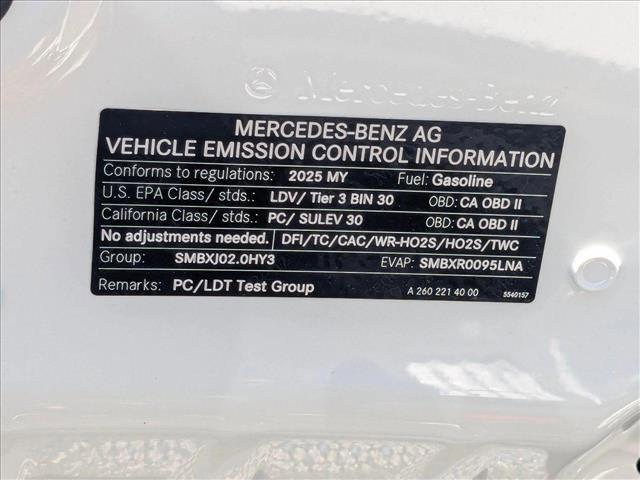 Mercedes-Benz
MERCEDES-BENZ AG
VEHICLE EMISSION CONTROL INFORMATION
Conforms to regulations: 2025 MY Fuel: Gasoline
U.S. EPA Class/ stds.: LDV/ Tier 3 BIN 30 OBD: CA OBD II
California Class/ stds.: PC/ SULEV 30 OBD: CA OBD II
No adjustments needed. DFI/TC/CAC/WR-HO2S/HO2S/TWC
Group: SMBXJ02.0HY3 EVAP: SMBXR0095LNA
Remarks: PC/LDT Test Group A 260 221 40 00 5540157